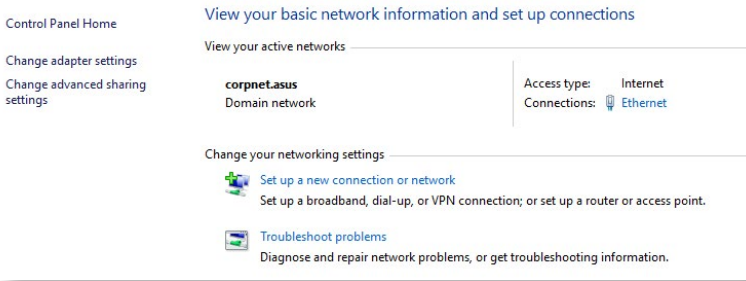 Control Panel Home
Change adapter settings
Change advanced sharing
settings
View your basic network information and set up connections
View your active networks
corpnet.asus
Domain network
Access type: Internet
Connections: Ethernet
Change your networking settings
Set up a new connection or network
Set up a broadband, dial-up, or VPN connection; or set up a router or access point.
Troubleshoot problems
Diagnose and repair network problems, or get troubleshooting information.